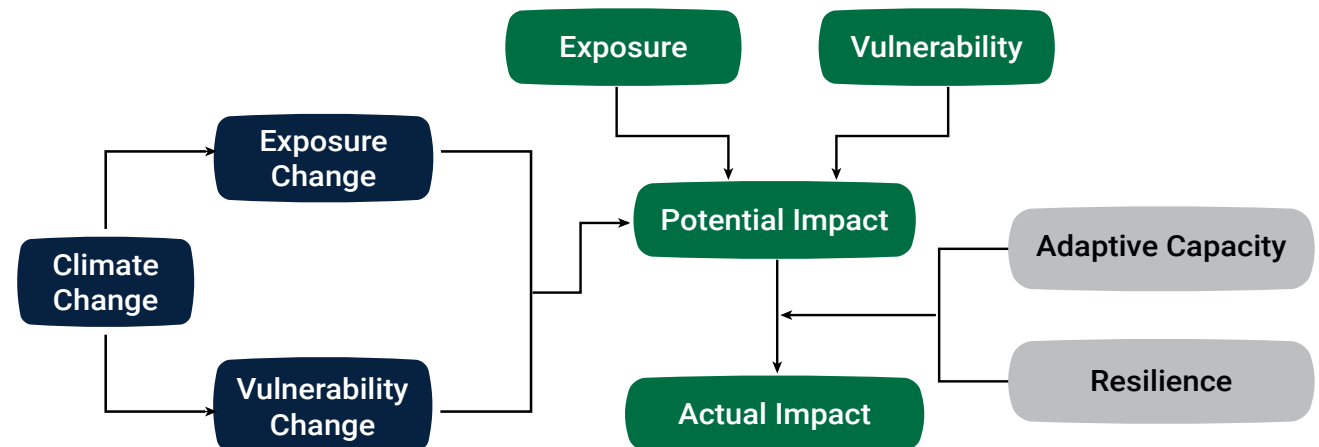 Exposure
Vulnerability
Exposure
Change
Potential Impact
Adaptive Capacity
Climate
Change
Vulnerability
Change
Actual Impact
Resilience